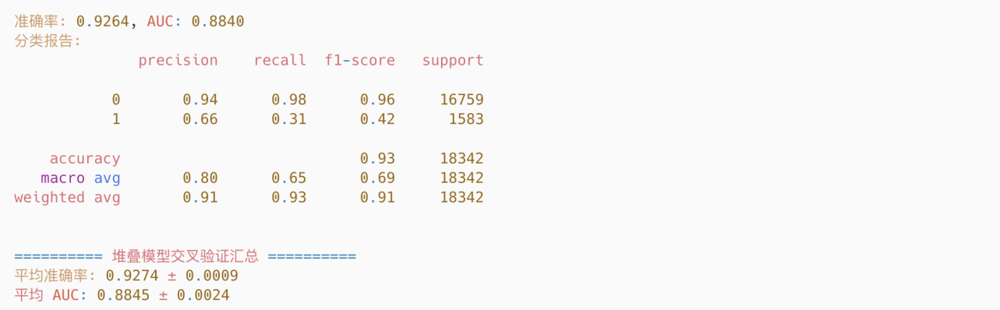 准确率: 0.9264, AUC: 0.8840
分类报告:
precision recall f1-score support
0 0.94 0.98 0.96 16759
1 0.66 0.31 0.42 1583
accuracy 0.93 18342
macro avg 0.80 0.65 0.69 18342
weighted avg 0.91 0.93 0.91 18342
========== 堆叠模型交叉验证汇总 ==========
平均准确率: 0.9274 ± 0.0009
平均 AUC: 0.8845 ± 0.0024